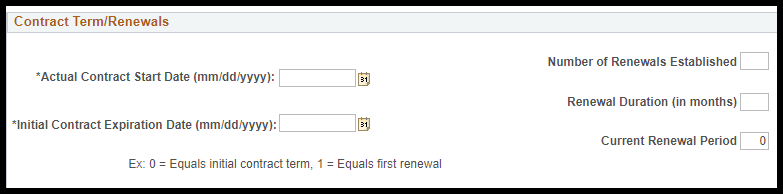 Contract Term/Renewals
Number of Renewals Established
*Actual Contract Start Date (mm/dd/yyyy): 31
Renewal Duration (in months)
*Initial Contract Expiration Date (mm/dd/yyyy): 31
Current Renewal Period 0
Ex: 0 = Equals initial contract term, 1 = Equals first renewal